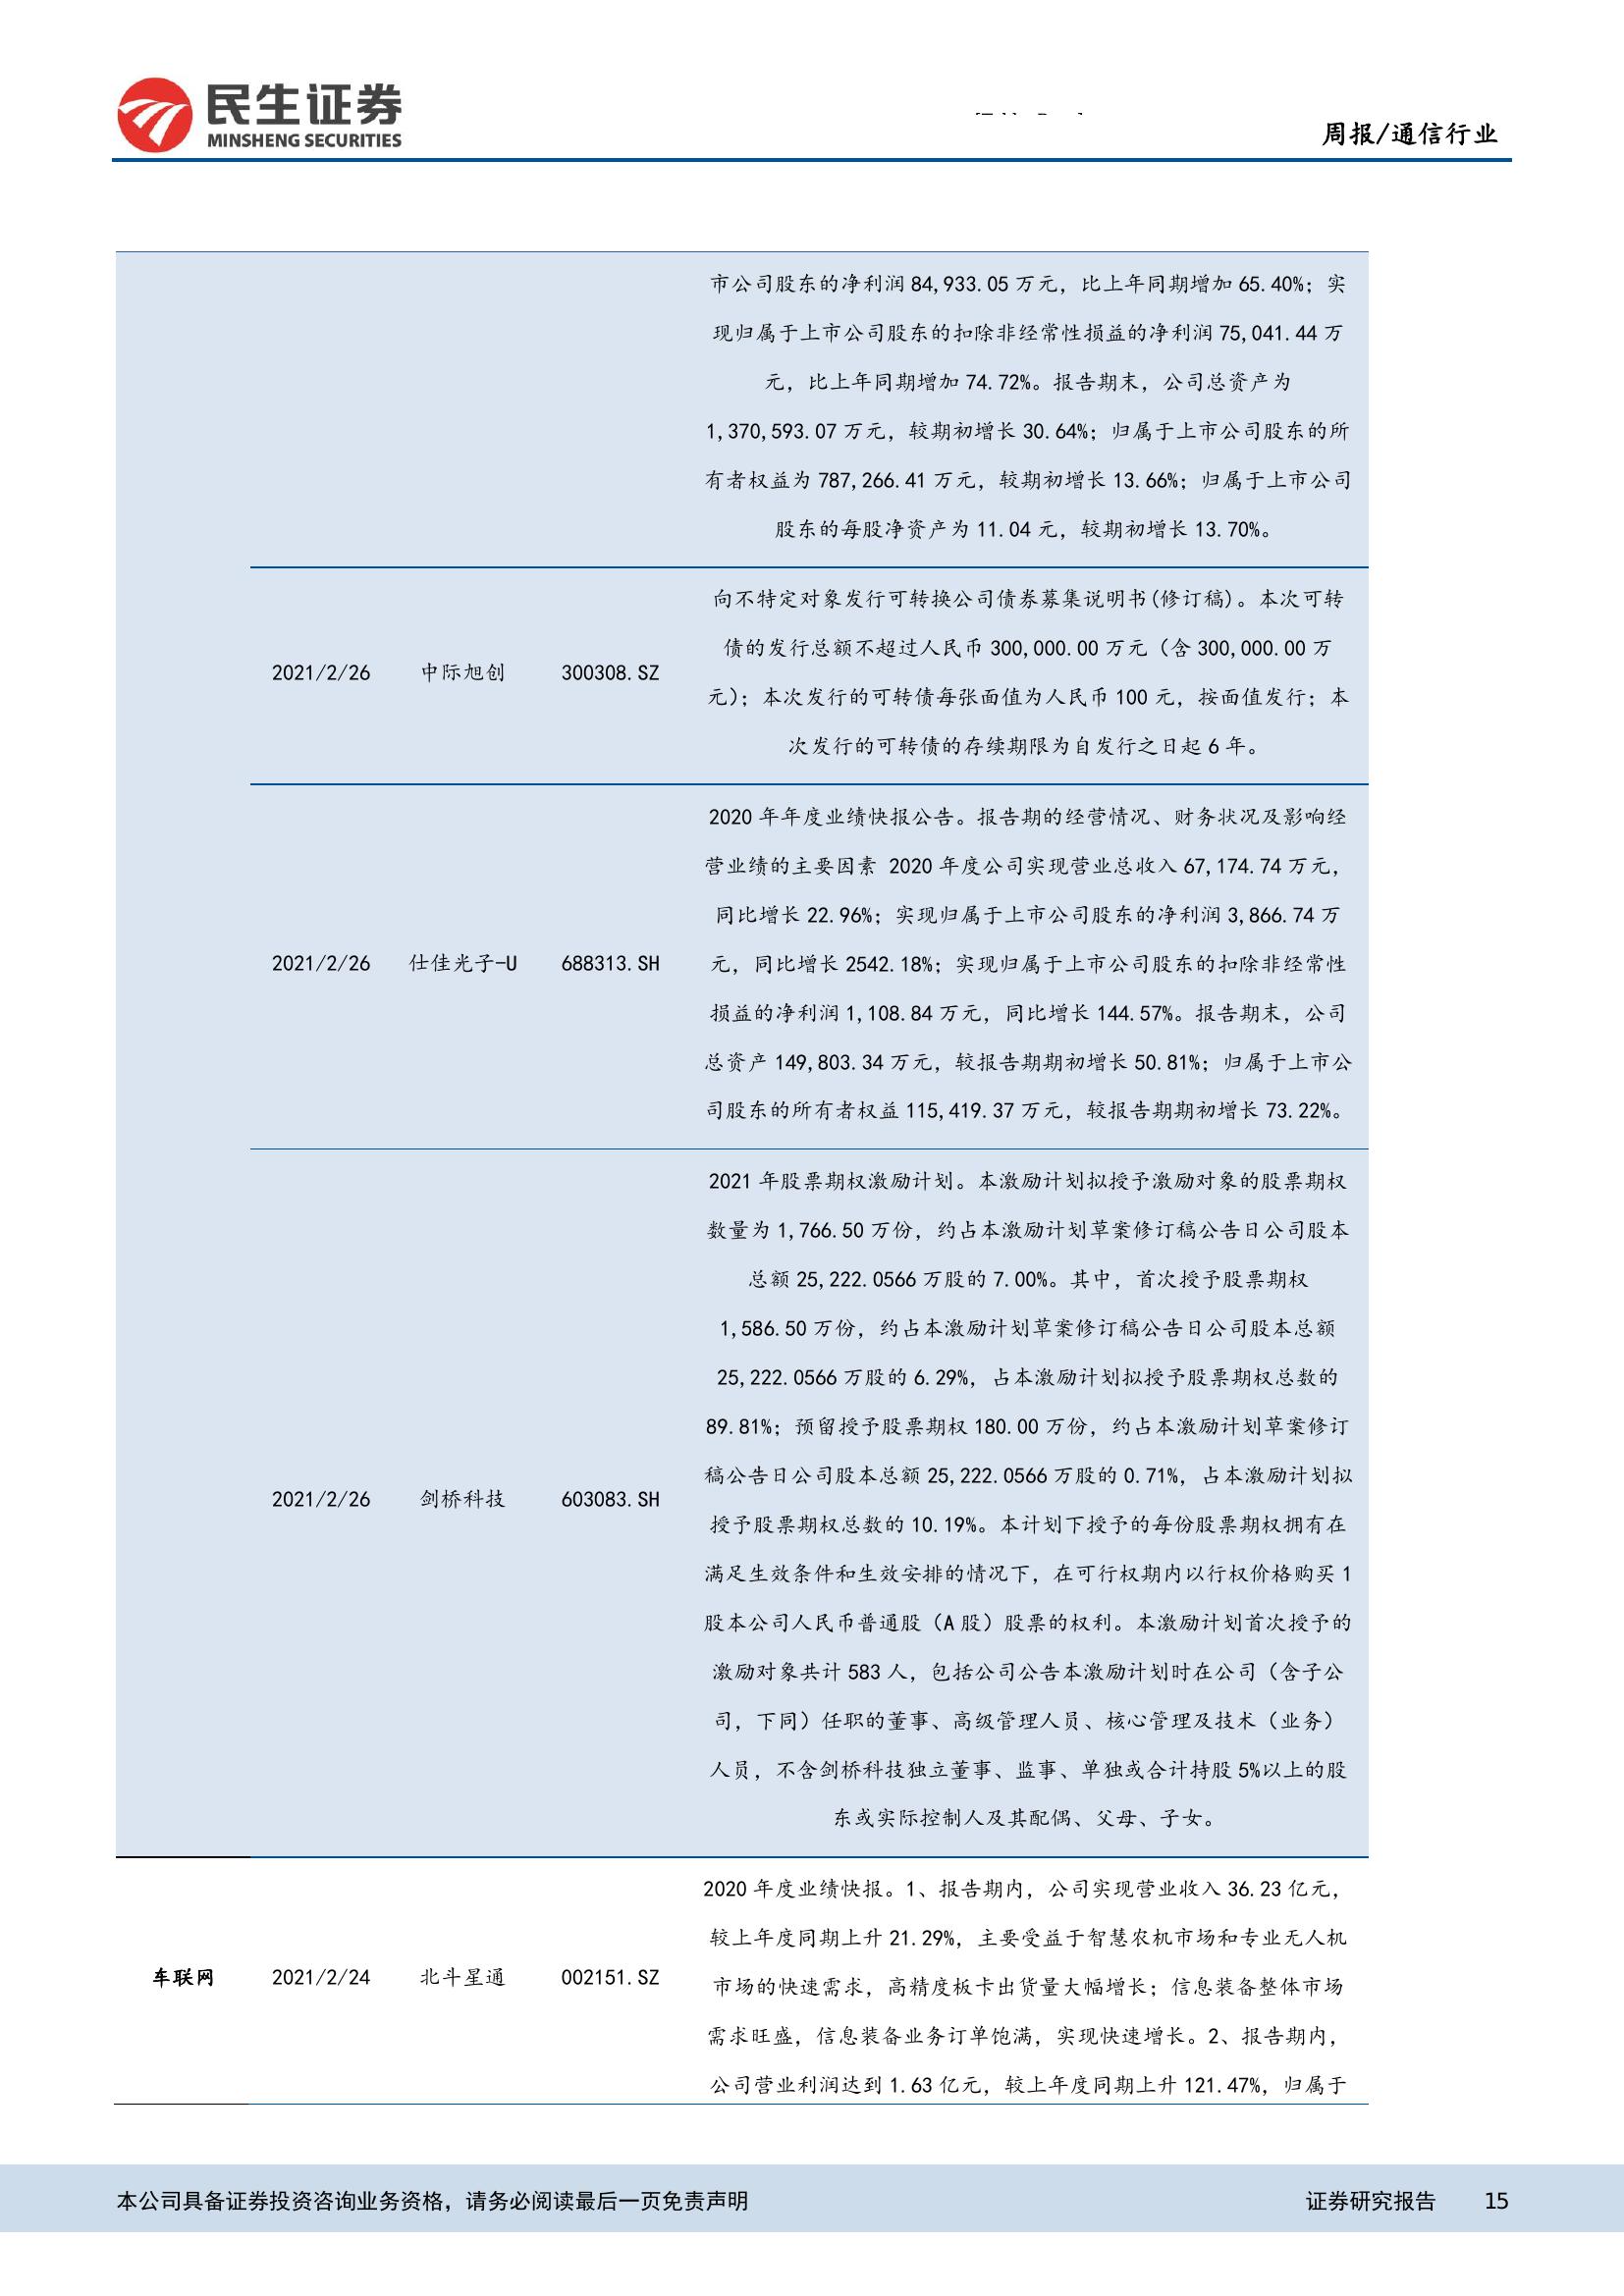 民生证券
MINSHENG SECURITIES
周报/通信行业
市公司股东的净利润 84,933.05 万元，比上年同期增加 65.40%；实
现归属于上市公司股东的扣除非经常性损益的净利润 75,041.44 万
元，比上年同期增加 74.72%。报告期末，公司总资产为
1,370,593.07 万元，较期初增长 30.64%；归属于上市公司股东的所
有者权益为 787,266.41 万元，较期初增长 13.66%；归属于上市公司
股东的每股净资产为 11.04 元，较期初增长 13.70%。
2021/2/26 中际旭创 300308.SZ
向不特定对象发行可转换公司债券募集说明书(修订稿)。本次可转
债的发行总额不超过人民币 300,000.00 万元（含 300,000.00 万
元）；本次发行的可转债每张面值为人民币 100 元，按面值发行；本
次发行的可转债的存续期限为自发行之日起 6 年。
2021/2/26 仕佳光子-U 688313.SH
2020 年年度业绩快报公告。报告期的经营情况、财务状况及影响经
营业绩的主要因素 2020 年度公司实现营业总收入 67,174.74 万元，
同比增长 22.96%；实现归属于上市公司股东的净利润 3,866.74 万
元，同比增长 2542.18%；实现归属于上市公司股东的扣除非经常性
损益的净利润 1,108.84 万元，同比增长 144.57%。报告期末，公司
总资产 149,803.34 万元，较报告期期初增长 50.81%；归属于上市公
司股东的所有者权益 115,419.37 万元，较报告期期初增长 73.22%。
2021/2/26 剑桥科技 603083.SH
2021 年股票期权激励计划。本激励计划拟授予激励对象的股票期权
数量为 1,766.50 万份，约占本激励计划草案修订稿公告日公司股本
总额 25,222.0566 万股的 7.00%。其中，首次授予股票期权
1,586.50 万份，约占本激励计划草案修订稿公告日公司股本总额
25,222.0566 万股的 6.29%，占本激励计划拟授予股票期权总数的
89.81%；预留授予股票期权 180.00 万份，约占本激励计划草案修订
稿公告日公司股本总额 25,222.0566 万股的 0.71%，占本激励计划拟
授予股票期权总数的 10.19%。本计划下授予的每份股票期权拥有在
满足生效条件和生效安排的情况下，在可行权期内以行权价格购买 1
股本公司人民币普通股（A 股）股票的权利。本激励计划首次授予的
激励对象共计 583 人，包括公司公告本激励计划时在公司（含子公
司，下同）任职的董事、高级管理人员、核心管理及技术（业务）
人员，不含剑桥科技独立董事、监事、单独或合计持股 5%以上的股
东或实际控制人及其配偶、父母、子女。
车联网 2021/2/24 北斗星通 002151.SZ
2020 年度业绩快报。1、报告期内，公司实现营业收入 36.23 亿元，
较上年度同期上升 21.29%，主要受益于智慧农机市场和专业无人机
市场的快速需求，高精度板卡出货量大幅增长；信息装备整体市场
需求旺盛，信息装备业务订单饱满，实现快速增长。2、报告期内，
公司营业利润达到 1.63 亿元，较上年度同期上升 121.47%，归属于
本公司具备证券投资咨询业务资格，请务必阅读最后一页免责声明 证券研究报告 15